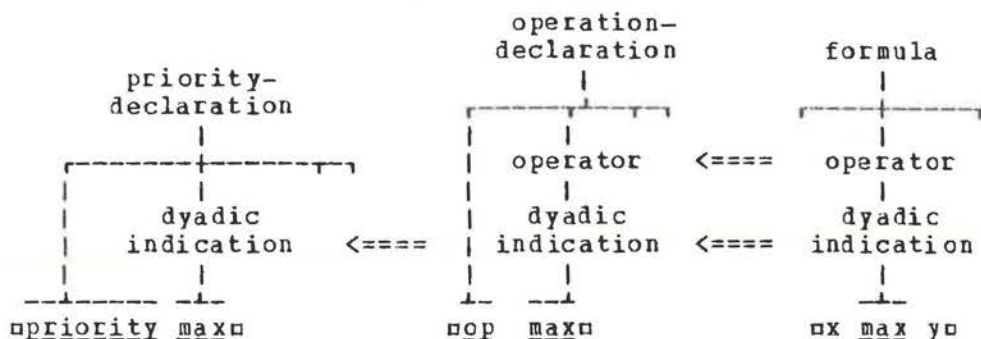 operation-
declaration
formula
priority-
declaration
operator <==== operator
dyadic dyadic dyadic
indication <==== indication <==== indication
¤priority max¤ ¤op max¤ ¤x max y¤